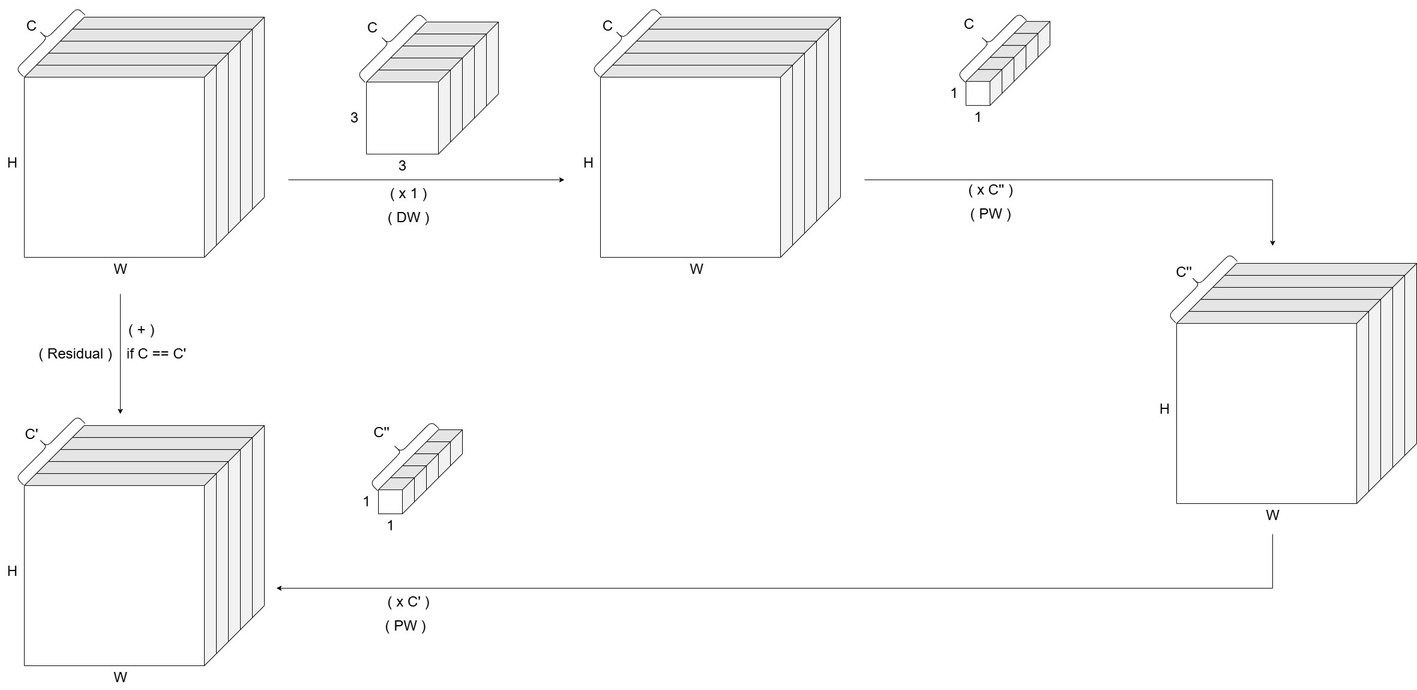 C
H
W
C
3
3
( x 1 )
( DW )
C
H
W
C
1
1
( x C'' )
( PW )
C''
H
W
( + )
( Residual )
if C == C'
C'
H
W
C''
1
1
( x C' )
( PW )